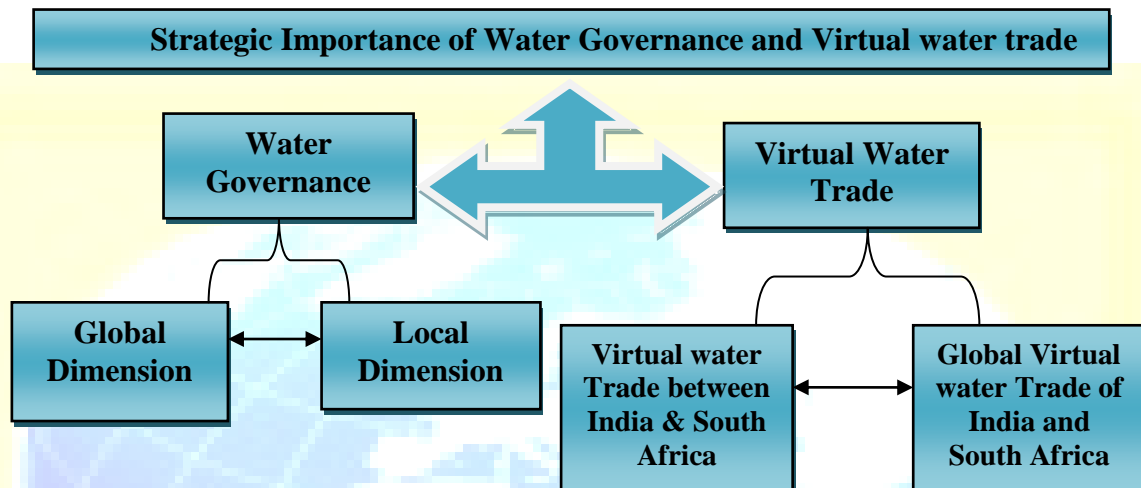 Strategic Importance of Water Governance and Virtual water trade
Water
Governance
Virtual Water
Trade
Global
Dimension
Local
Dimension
Virtual water
Trade between
India & South
Africa
Global Virtual
water Trade of
India and
South Africa